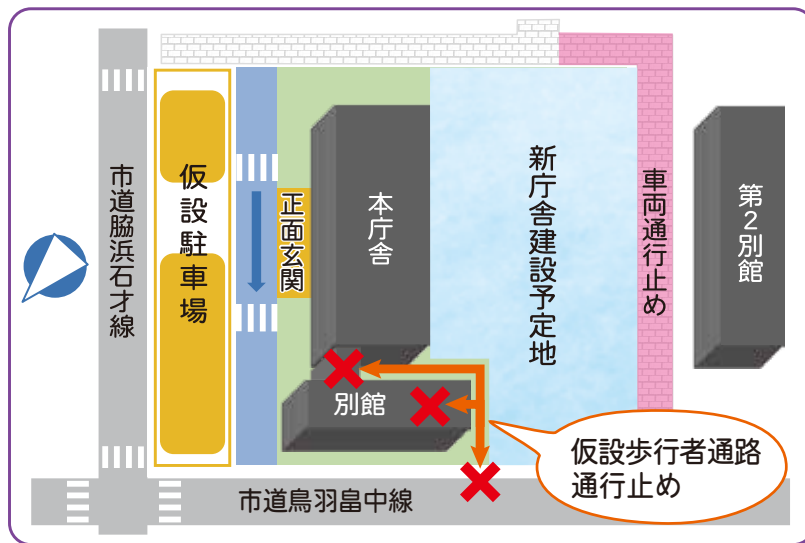 市道脇浜石才線
仮設駐車場
正面玄関
本庁舎
新庁舎建設予定地
車両通行止め
第2別館
別館
仮設歩行者通路
通行止め
市道鳥羽畠中線